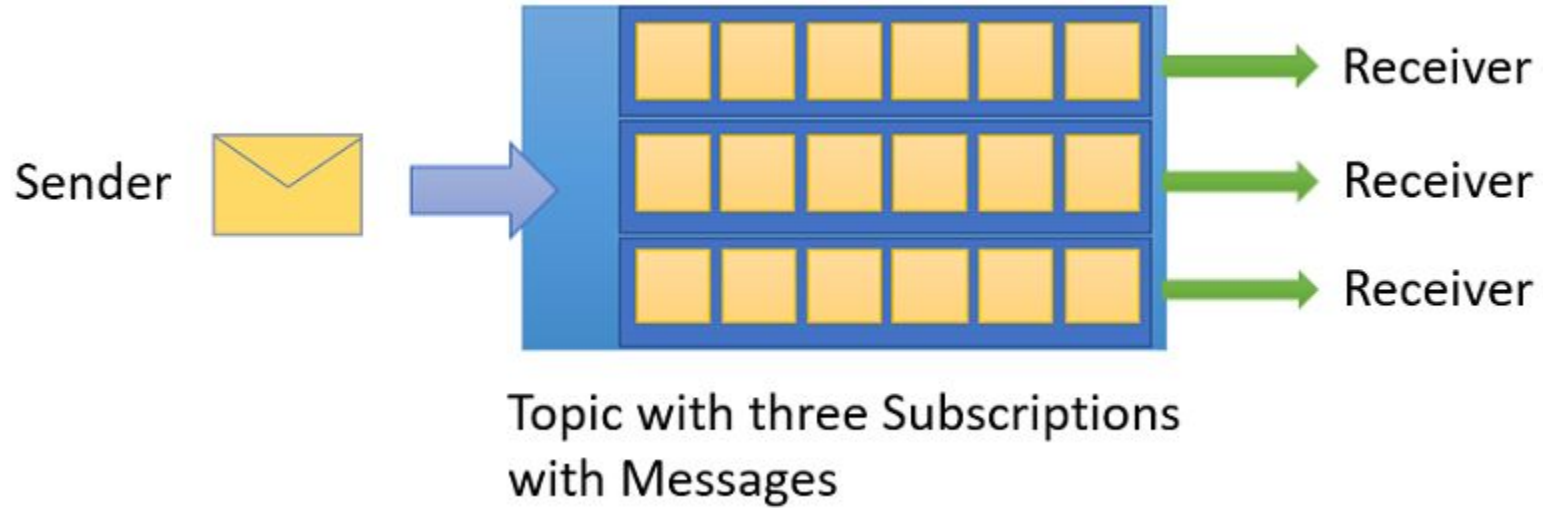 Sender
Receiver
Receiver
Receiver
Topic with three Subscriptions
with Messages